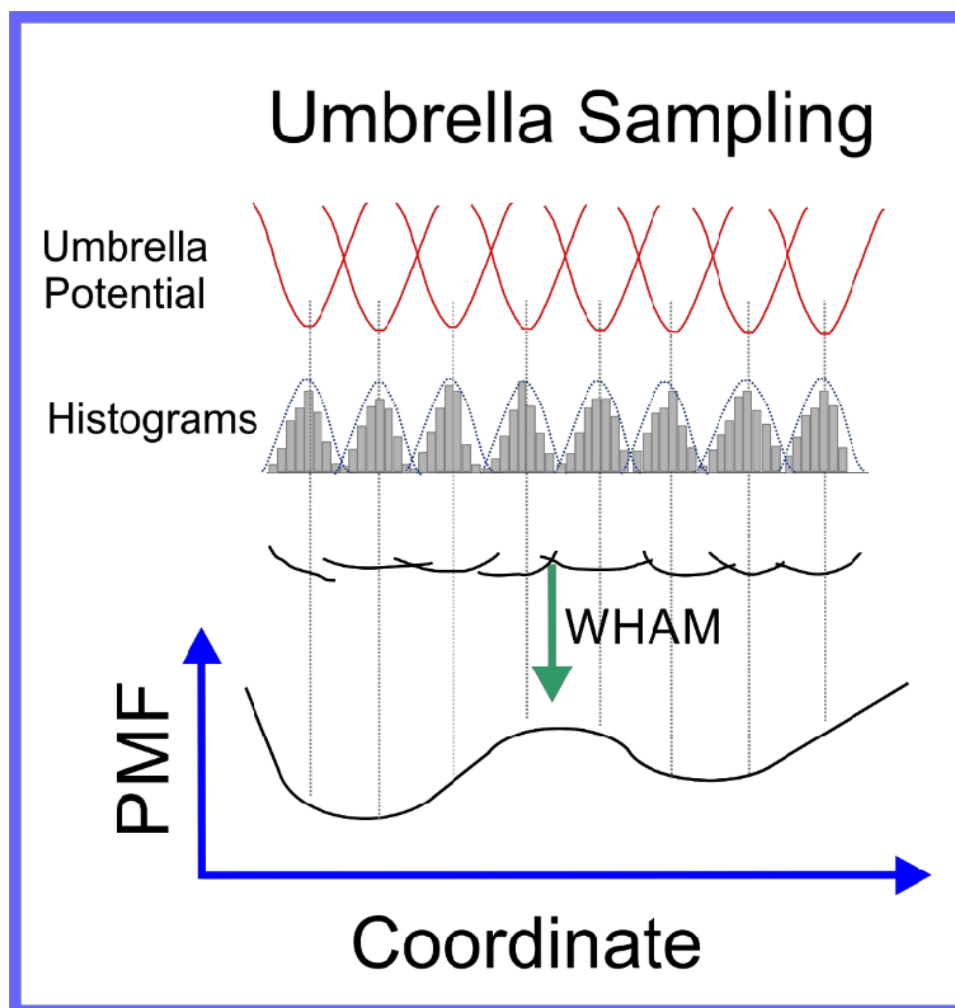 Umbrella Sampling
Umbrella
Potential
Histograms
WHAM
PMF
Coordinate